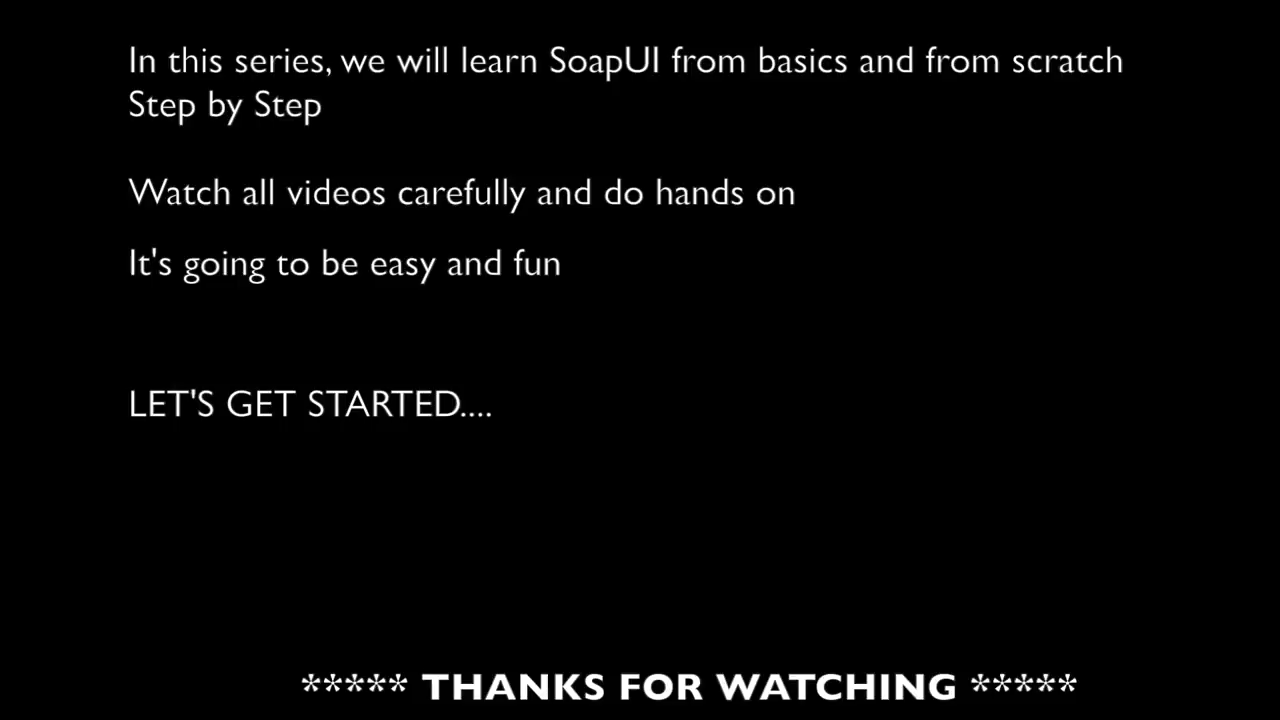 In this series, we will learn SoapUI from basics and from scratch
Step by Step
Watch all videos carefully and do hands on
It's going to be easy and fun
LET'S GET STARTED....
***** THANKS FOR WATCHING *****